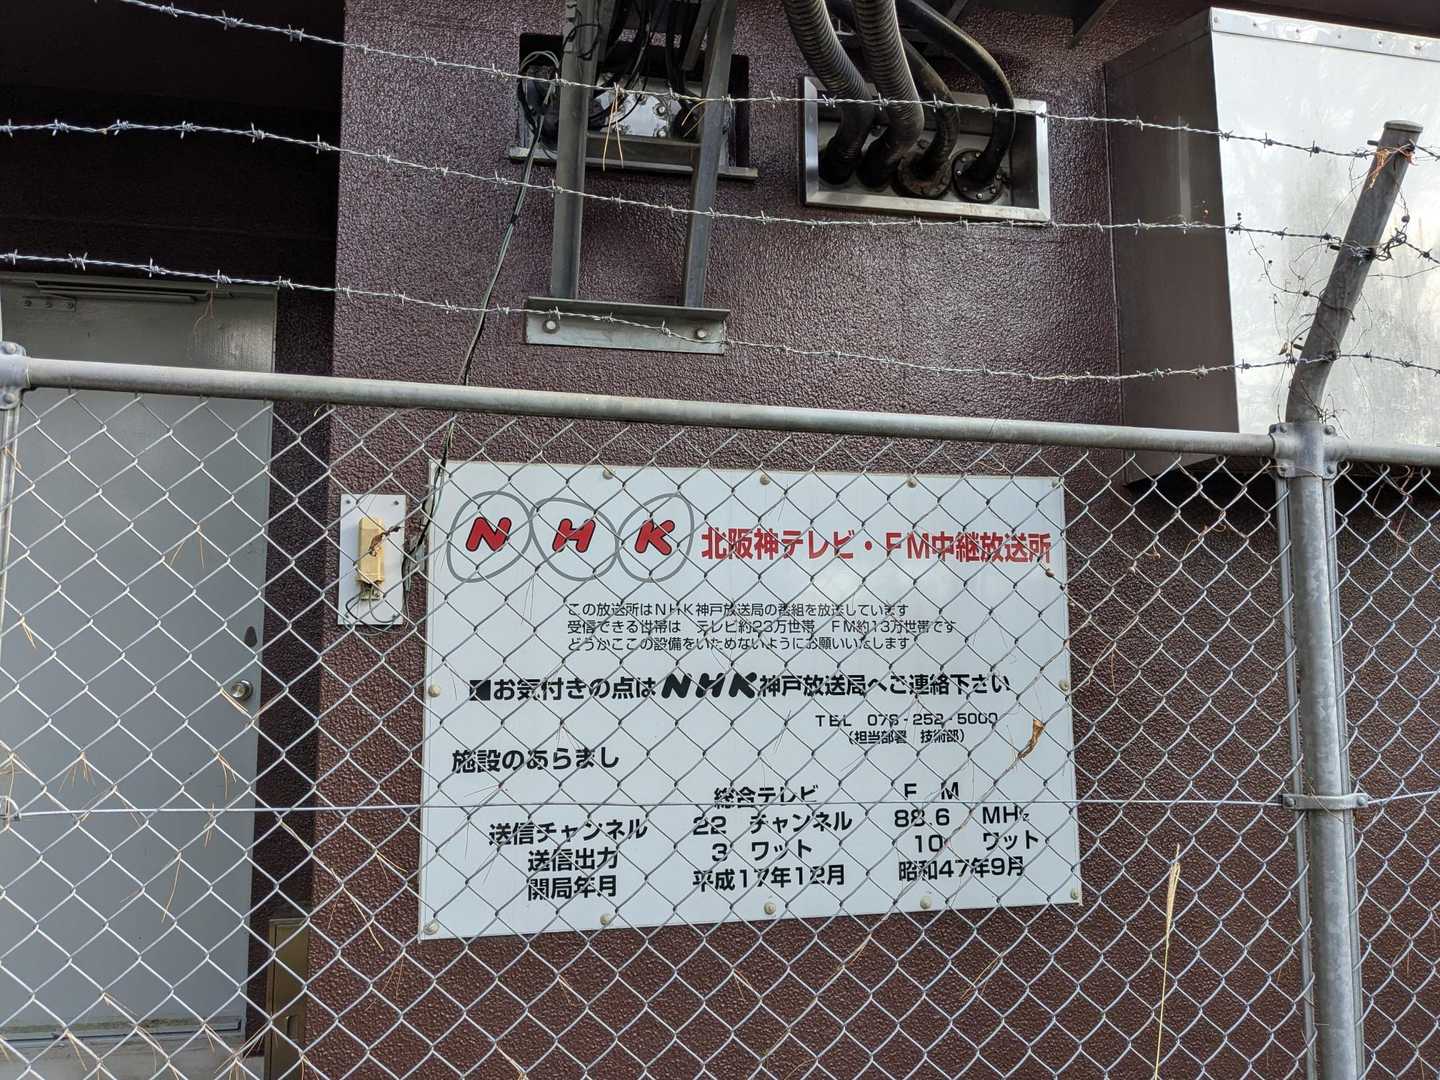 NHK 北阪神テレビ・FM中継放送所
この放送所はNHK神戸放送局の番組を放送しています
受信できる世帯は テレビ約23万世帯 FM約13万世帯です
どうかここの設備をいためないようにお願いいたします
■お気付きの点はNHK神戸放送局へご連絡下さい
TEL 078-252-5000
(担当部署 技術部)
施設のあらまし
総合テレビ FM
送信チャンネル 22 チャンネル 88.6 MHz
送信出力 3 ワット 10 ワット
開局年月 平成17年12月 昭和47年9月